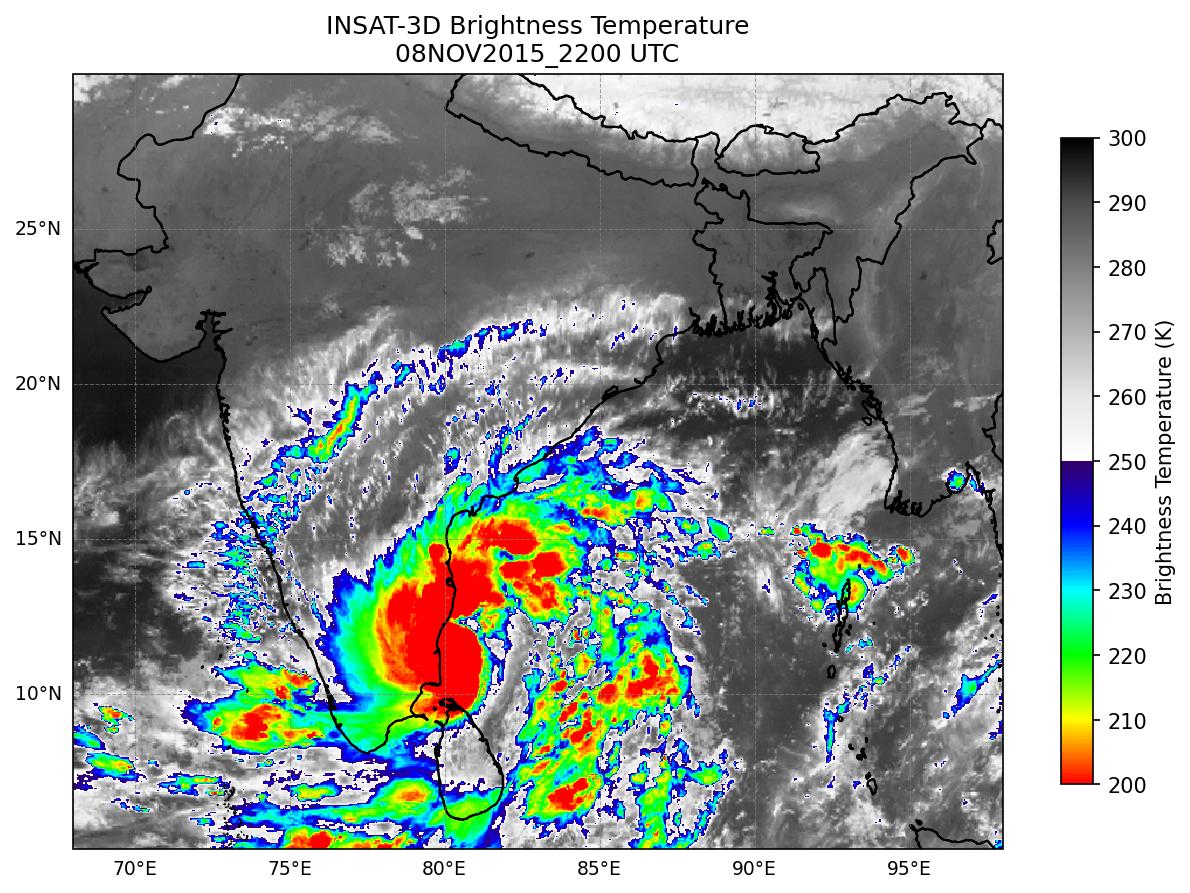 INSAT-3D Brightness Temperature
08NOV2015_2200 UTC
25°N
20°N
15°N
10°N
70°E
75°E
80°E
85°E
90°E
95°E
300
290
280
270
260
250
240
230
220
210
200
Brightness Temperature (K)